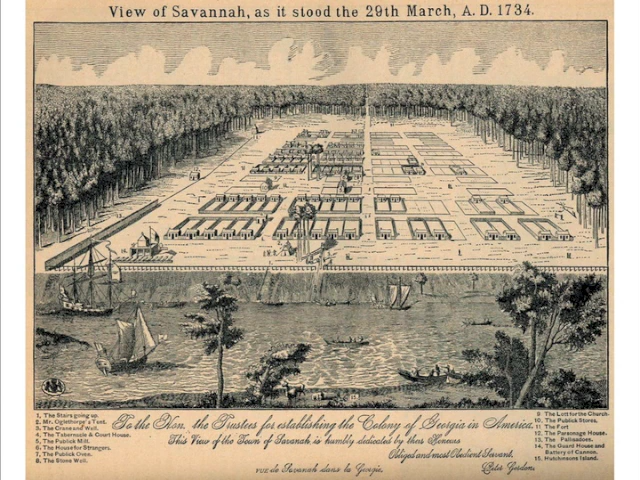 View of Savannah, as it stood the 29th March, A. D. 1734.
1, The Stairs going up.
2, Mr. Oglethorpe's Tent.
3, The Crane and Well.
4, The Tabernacle & Court House.
5, The Publick Mill.
6, The House for Strangers.
7, The Publick Oven.
8, The Stone Well.
To the Hon. the Trustees for establishing the Colony of Georgia in America,
This View of the Town of Savanah is humbly dedicated by their Honours
Obliged and most Obedient Servant,
Peter Gordon.
VUE de Savanah dans la Georgia
9 The Lott for the Church
10, The Publick Stores.
11 The Fort
12, The Parsonage House.
13, The Palisadoes.
14, The Guard House and
Battery of Cannon.
15, Hutchinsons Island.